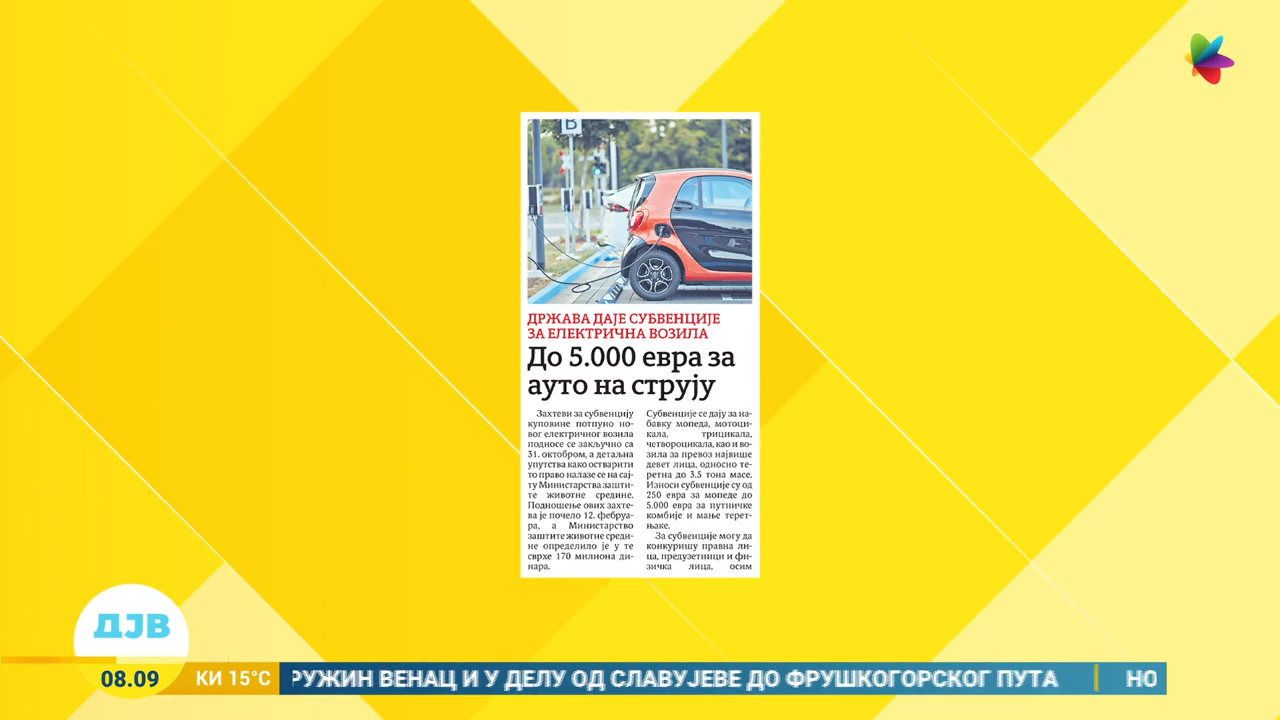 B
ДРЖАВА ДАЈЕ СУБВЕНЦИЈЕ
ЗА ЕЛЕКТРИЧНА ВОЗИЛА
До 5.000 евра за
ауто на струју
Захтеви за субвенцију
куповине потпуно но-
вог електричног возила
подносе се закључно са
31. октобром, а детаљна
упутства како остварити
то право налазе се на сај-
ту Министарства зашти-
те животне средине.
Подношење ових захте-
ва је почело 12. фебруа-
ра, а Министарство
заштите животне среди-
не определило је у те
сврхе 170 милиона ди-
нара.
Субвенције се дају за на-
бавку мопеда, мотоци-
кала, трицикала,
четвороцикала, као и во-
зила за превоз највише
девет лица, односно те-
ретна до 3,5 тона масе.
Износи субвенције су од
250 евра за мопеде до
5.000 евра за путничке
комбије и мање терет-
њаке.
За субвенције могу да
конкуришу правна ли-
ца, предузетници и фи-
зичка лица, осим
ДЈВ
08.09
КИ 15°C
РУЖИН ВЕНАЦ И У ДЕЛУ ОД СЛАВУЈЕВЕ ДО ФРУШКОГОРСКОГ ПУТА
НО